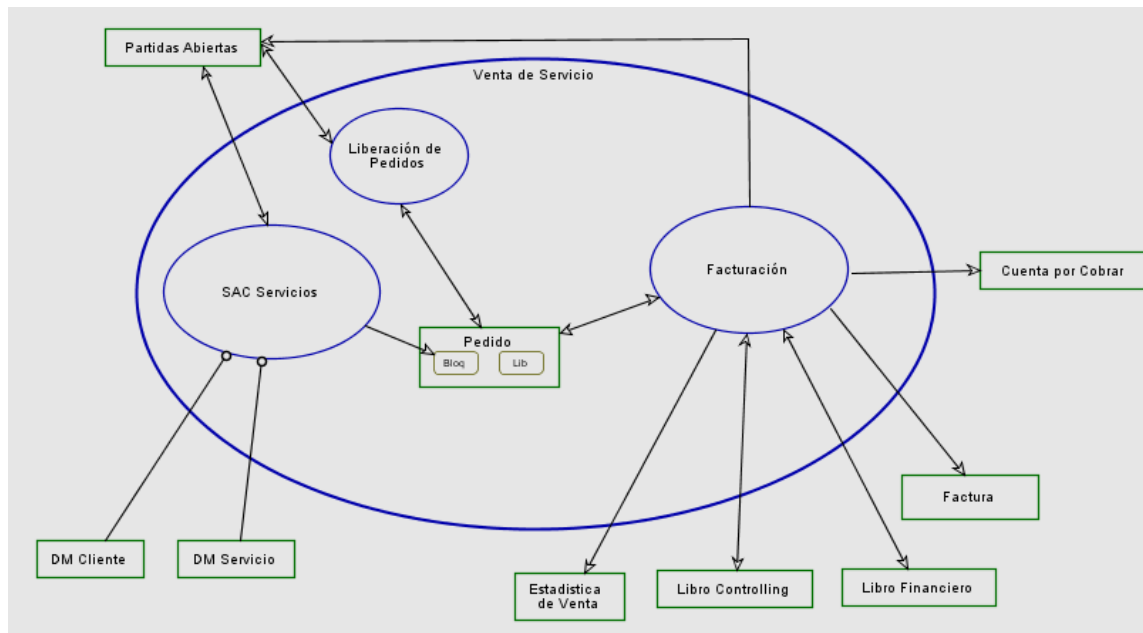 Partidas Abiertas
Venta de Servicio
Liberación de
Pedidos
SAC Servicios
Facturación
Cuenta por Cobrar
Pedido
Bloq
Lib
Factura
DM Cliente
DM Servicio
Estadistica
de Venta
Libro Controlling
Libro Financiero